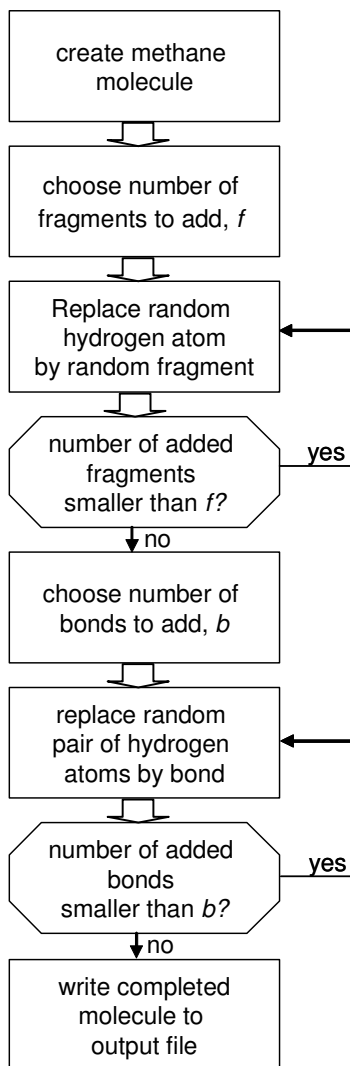 create methane
molecule
choose number of
fragments to add, f
Replace random
hydrogen atom
by random fragment
number of added
fragments
smaller than f?
yes
no
choose number of
bonds to add, b
replace random
pair of hydrogen
atoms by bond
number of added
bonds
smaller than b?
yes
no
write completed
molecule to
output file